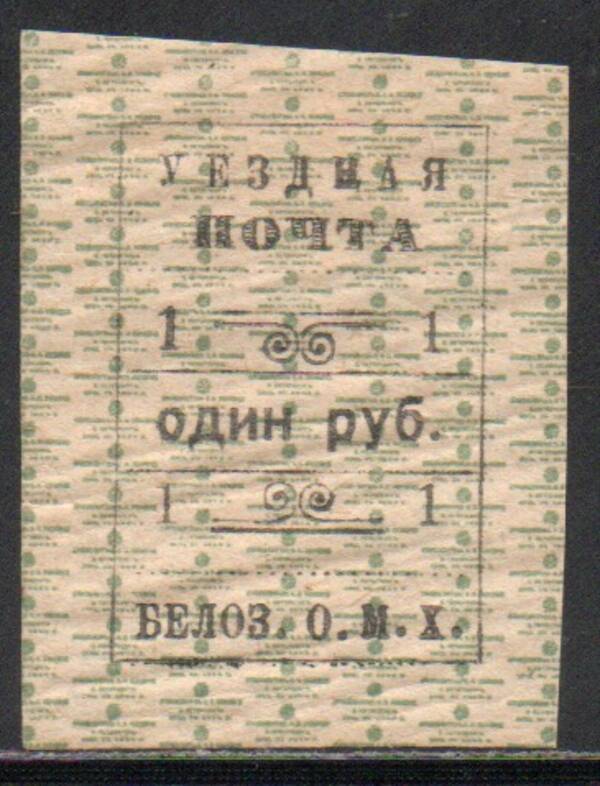 УЕЗДНАЯ
ПОЧТА
1 1
один руб.
1 1
БЕЛОЗ. О. М. Х.